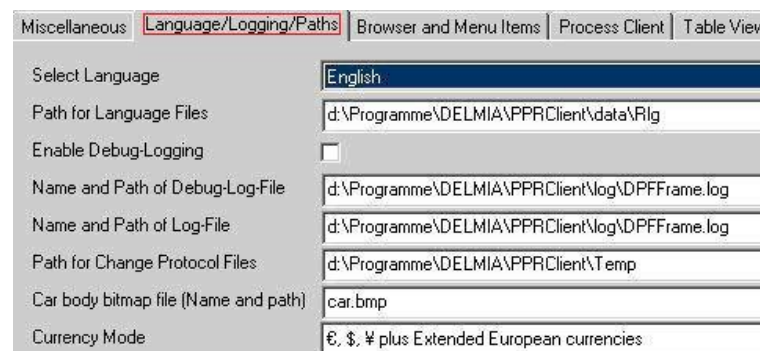 Miscellaneous Language/Logging/Paths Browser and Menu Items Process Client Table View
Select Language English
Path for Language Files d:\Programme\DELMIA\PPRClient\data\Rlg
Enable Debug-Logging
Name and Path of Debug-Log-File d:\Programme\DELMIA\PPRClient\log\DPFFrame.log
Name and Path of Log-File d:\Programme\DELMIA\PPRClient\log\DPFFrame.log
Path for Change Protocol Files d:\Programme\DELMIA\PPRClient\Temp
Car body bitmap file (Name and path) car.bmp
Currency Mode €, $, ¥ plus Extended European currencies